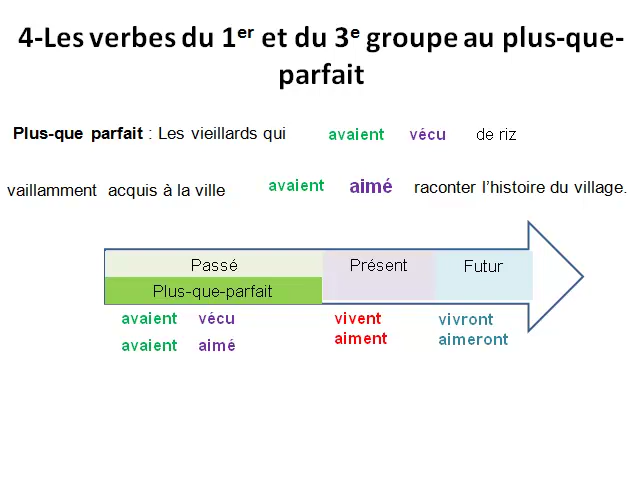 4-Les verbes du 1er et du 3e groupe au plus-que-
parfait
Plus-que parfait : Les vieillards qui avaient vécu de riz
vaillamment acquis à la ville avaient aimé raconter l'histoire du village.
Passé Présent Futur
Plus-que-parfait
avaient vécu vivent vivront
avaient aimé aiment aimeront